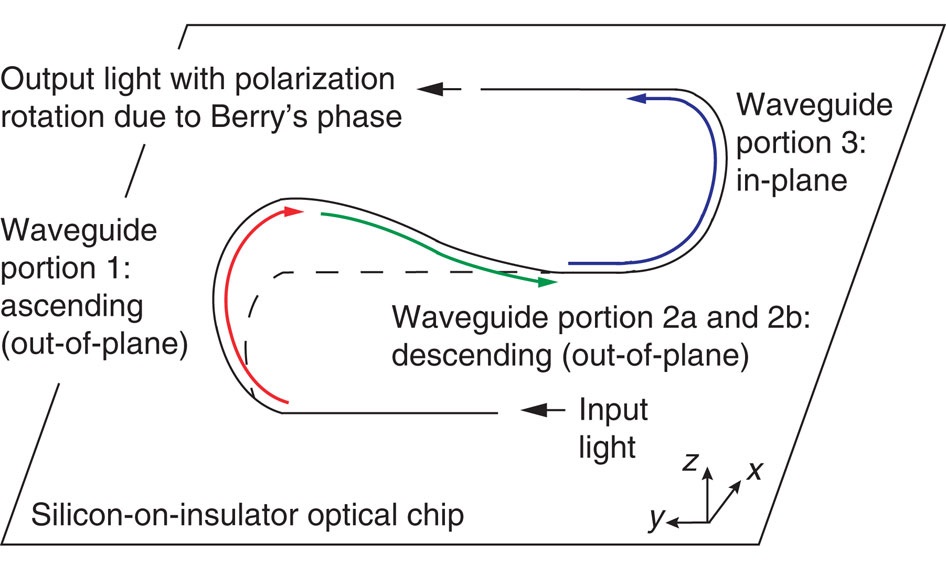 Output light with polarization
rotation due to Berry's phase
Waveguide
portion 3:
in-plane
Waveguide
portion 1:
ascending
(out-of-plane)
Waveguide portion 2a and 2b:
descending (out-of-plane)
Input
light
z
x
y
Silicon-on-insulator optical chip